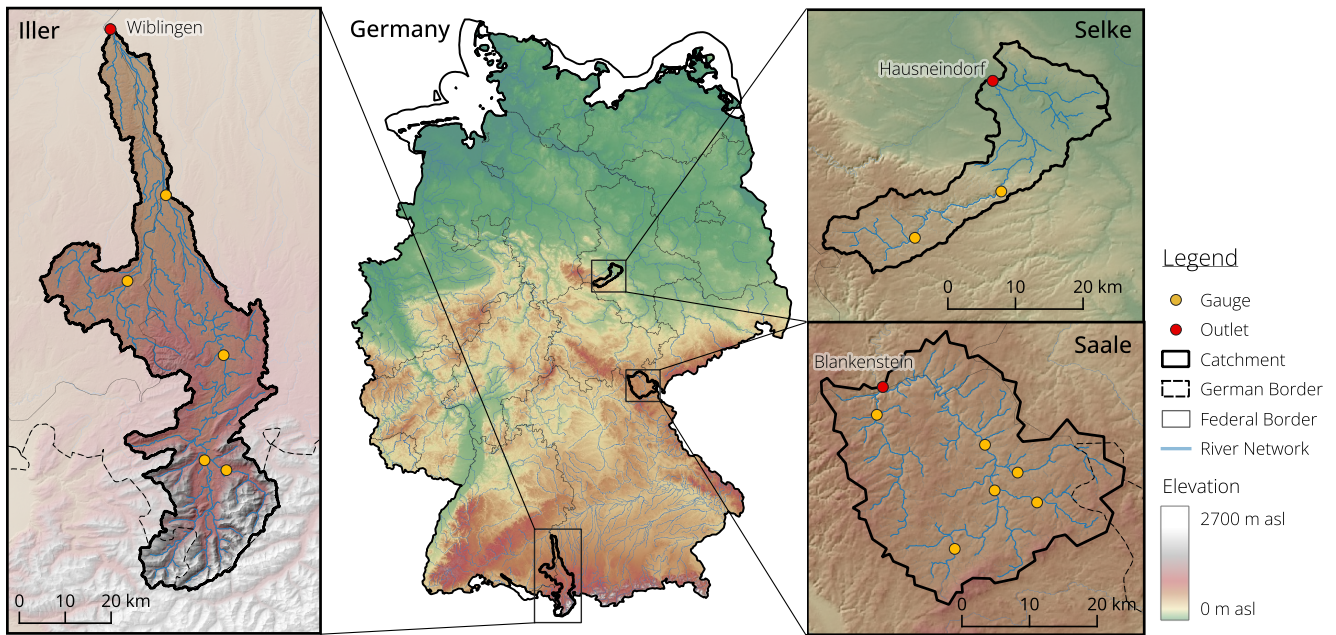 Iller
Wiblingen
0 10 20 km
Germany
Selke
Hausneindorf
0 10 20 km
Saale
Blankenstein
0 10 20 km
Legend
Gauge
Outlet
Catchment
German Border
Federal Border
River Network
Elevation
2700 m asl
0 m asl